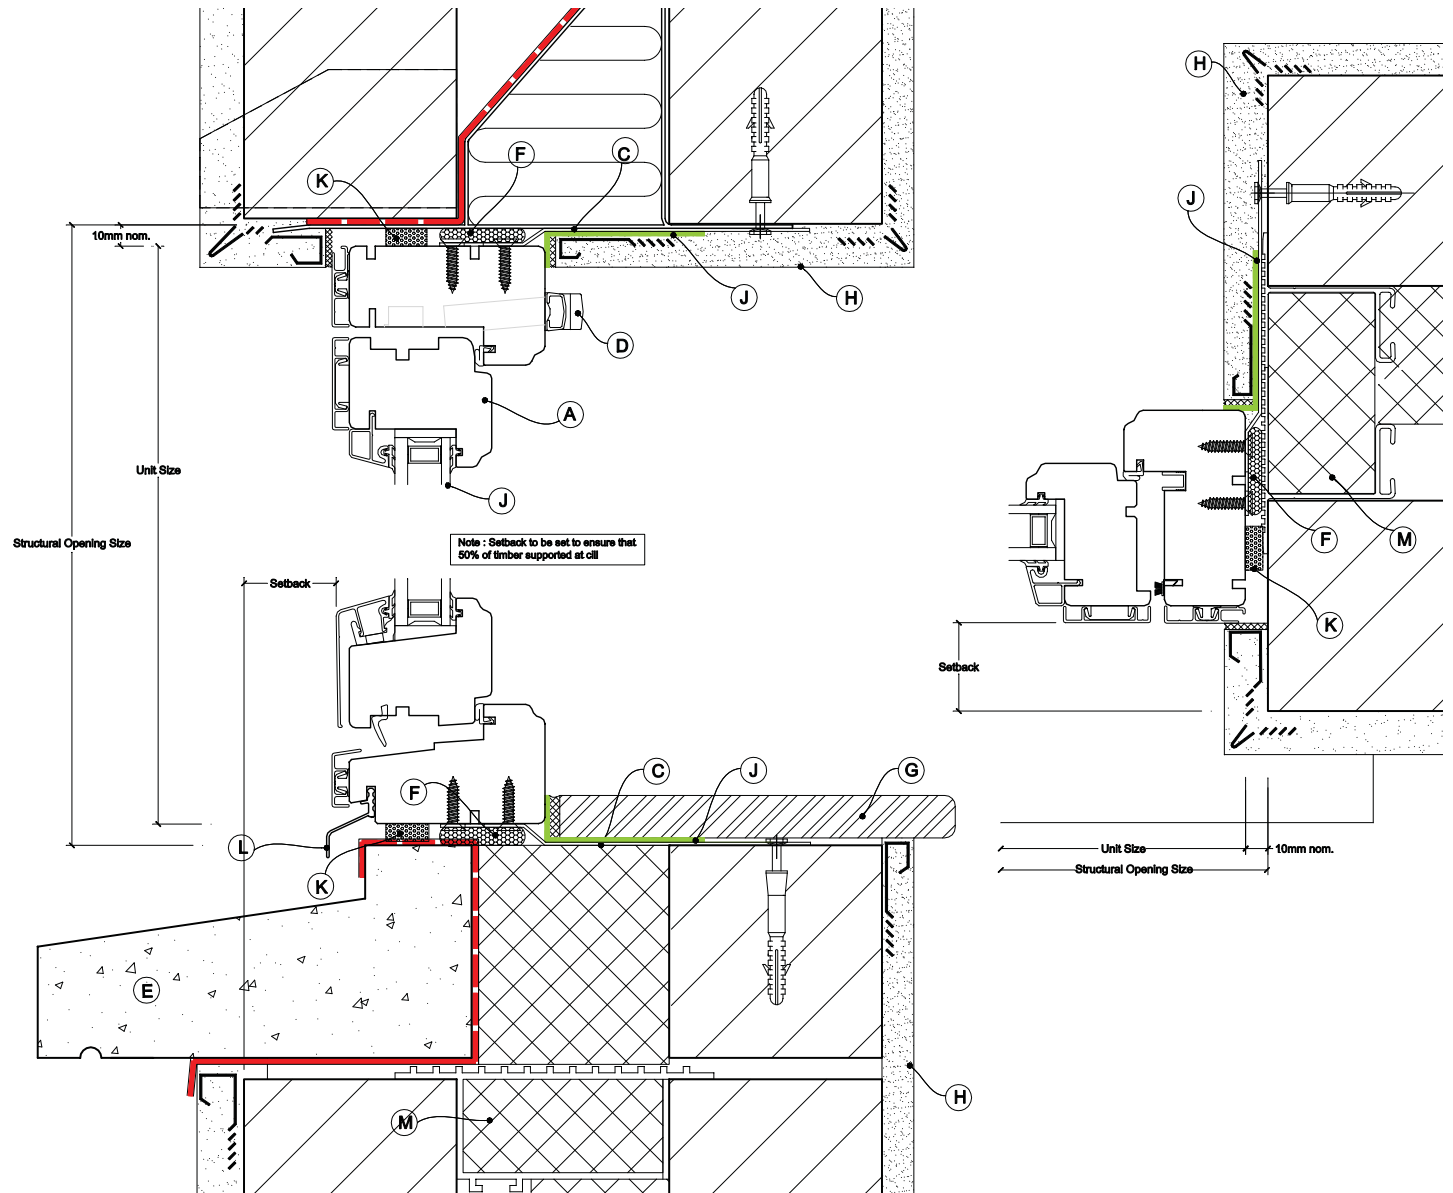 H
F
C
K
J
10mm nom.
J
H
D
A
Unit Size
J
Structural Opening Size
Note : Setback to be set to ensure that
50% of timber supported at cill
F
M
Setback
K
Setback
C
J
G
F
L
K
Unit Size
10mm nom.
Structural Opening Size
E
H
M